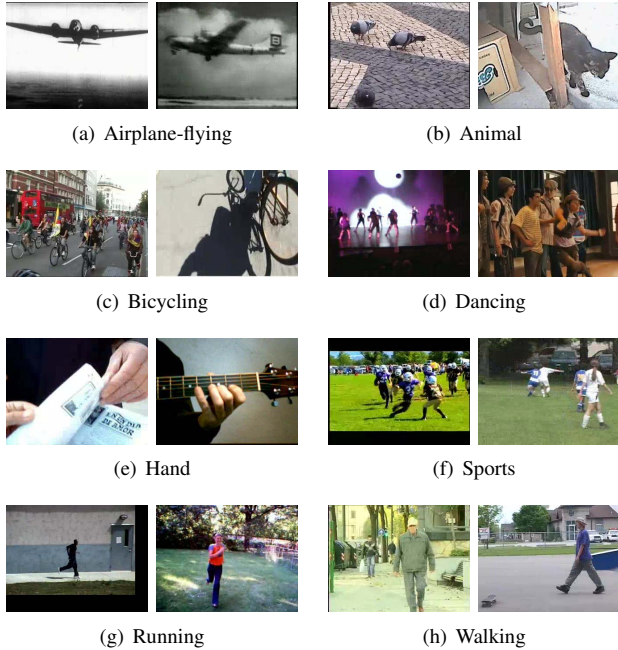 (a) Airplane-flying
(b) Animal
(c) Bicycling
(d) Dancing
(e) Hand
(f) Sports
(g) Running
(h) Walking